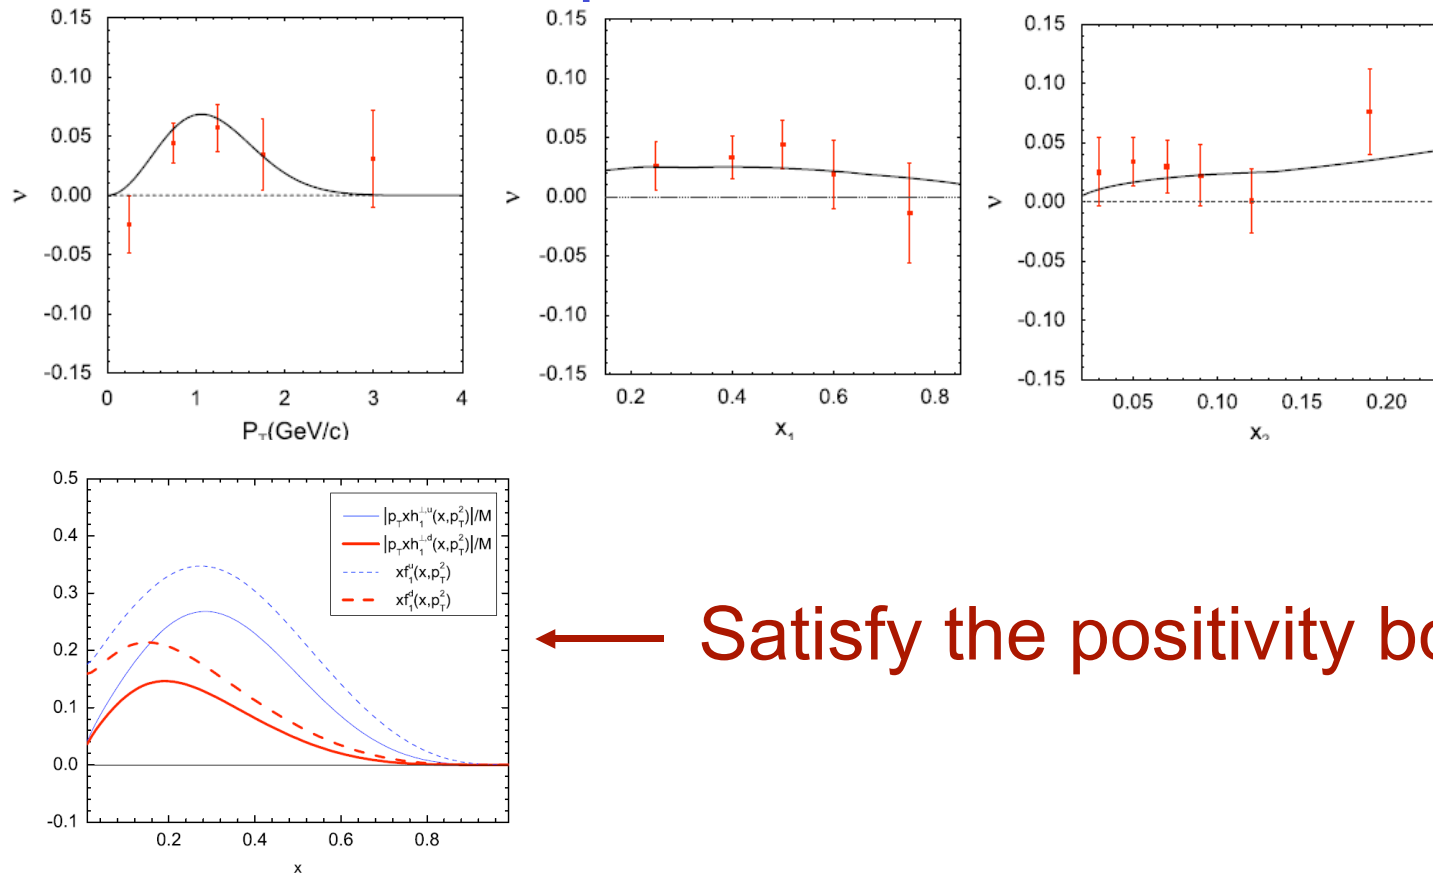 0.15
0.10
0.05
0.00
-0.05
-0.10
-0.15
ν
0 1 2 3 4
P_T(GeV/c)
0.15
0.10
0.05
0.00
-0.05
-0.10
-0.15
ν
0.2 0.4 0.6 0.8
x_1
0.15
0.10
0.05
0.00
-0.05
-0.10
-0.15
ν
0.05 0.10 0.15 0.20
x_2
0.5
0.4
0.3
0.2
0.1
0.0
-0.1
0.2 0.4 0.6 0.8
x
|p_T x h_1^{⊥,u}(x,p_T^2)|/M
|p_T x h_1^{⊥,d}(x,p_T^2)|/M
xf_1^u(x,p_T^2)
xf_1^d(x,p_T^2)
Satisfy the positivity